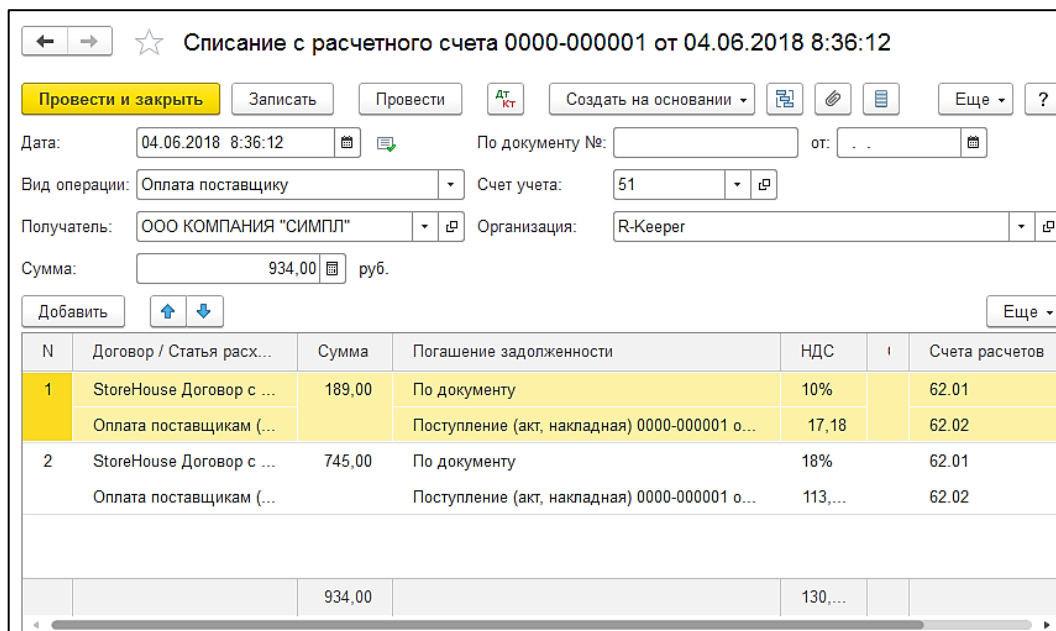 Списание с расчетного счета 0000-000001 от 04.06.2018 8:36:12
Провести и закрыть Записать Провести Дт Кт Создать на основании Еще ?
Дата: 04.06.2018 8:36:12 По документу №: от: . .
Вид операции: Оплата поставщику Счет учета: 51
Получатель: ООО КОМПАНИЯ "СИМПЛ" Организация: R-Keeper
Сумма: 934,00 руб.
Добавить Еще
N Договор / Статья расх... Сумма Погашение задолженности НДС Счета расчетов
1 StoreHouse Договор с ... 189,00 По документу 10% 62.01
Оплата поставщикам (... Поступление (акт, накладная) 0000-000001 о... 17,18 62.02
2 StoreHouse Договор с ... 745,00 По документу 18% 62.01
Оплата поставщикам (... Поступление (акт, накладная) 0000-000001 о... 113,... 62.02
934,00 130,...